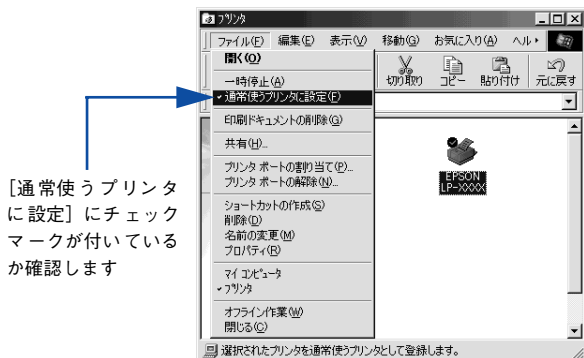 プリンタ
ファイル(F) 編集(E) 表示(V) 移動(G) お気に入り(A) ヘル
開く(O)
一時停止(A)
通常使うプリンタに設定(F)
印刷ドキュメントの削除(G)
共有(H)...
プリンタ ポートの割り当て(P)...
プリンタ ポートの解除(N)...
ショートカットの作成(S)
削除(D)
名前の変更(M)
プロパティ(R)
マイ コンピュータ
プリンタ
オフライン作業(W)
閉じる(C)
切り取り コピー 貼り付け 元に戻す
EPSON
LP-XXXX
選択されたプリンタを通常使うプリンタとして登録します。
[通常使うプリンタ
に設定]にチェック
マークが付いている
か確認します